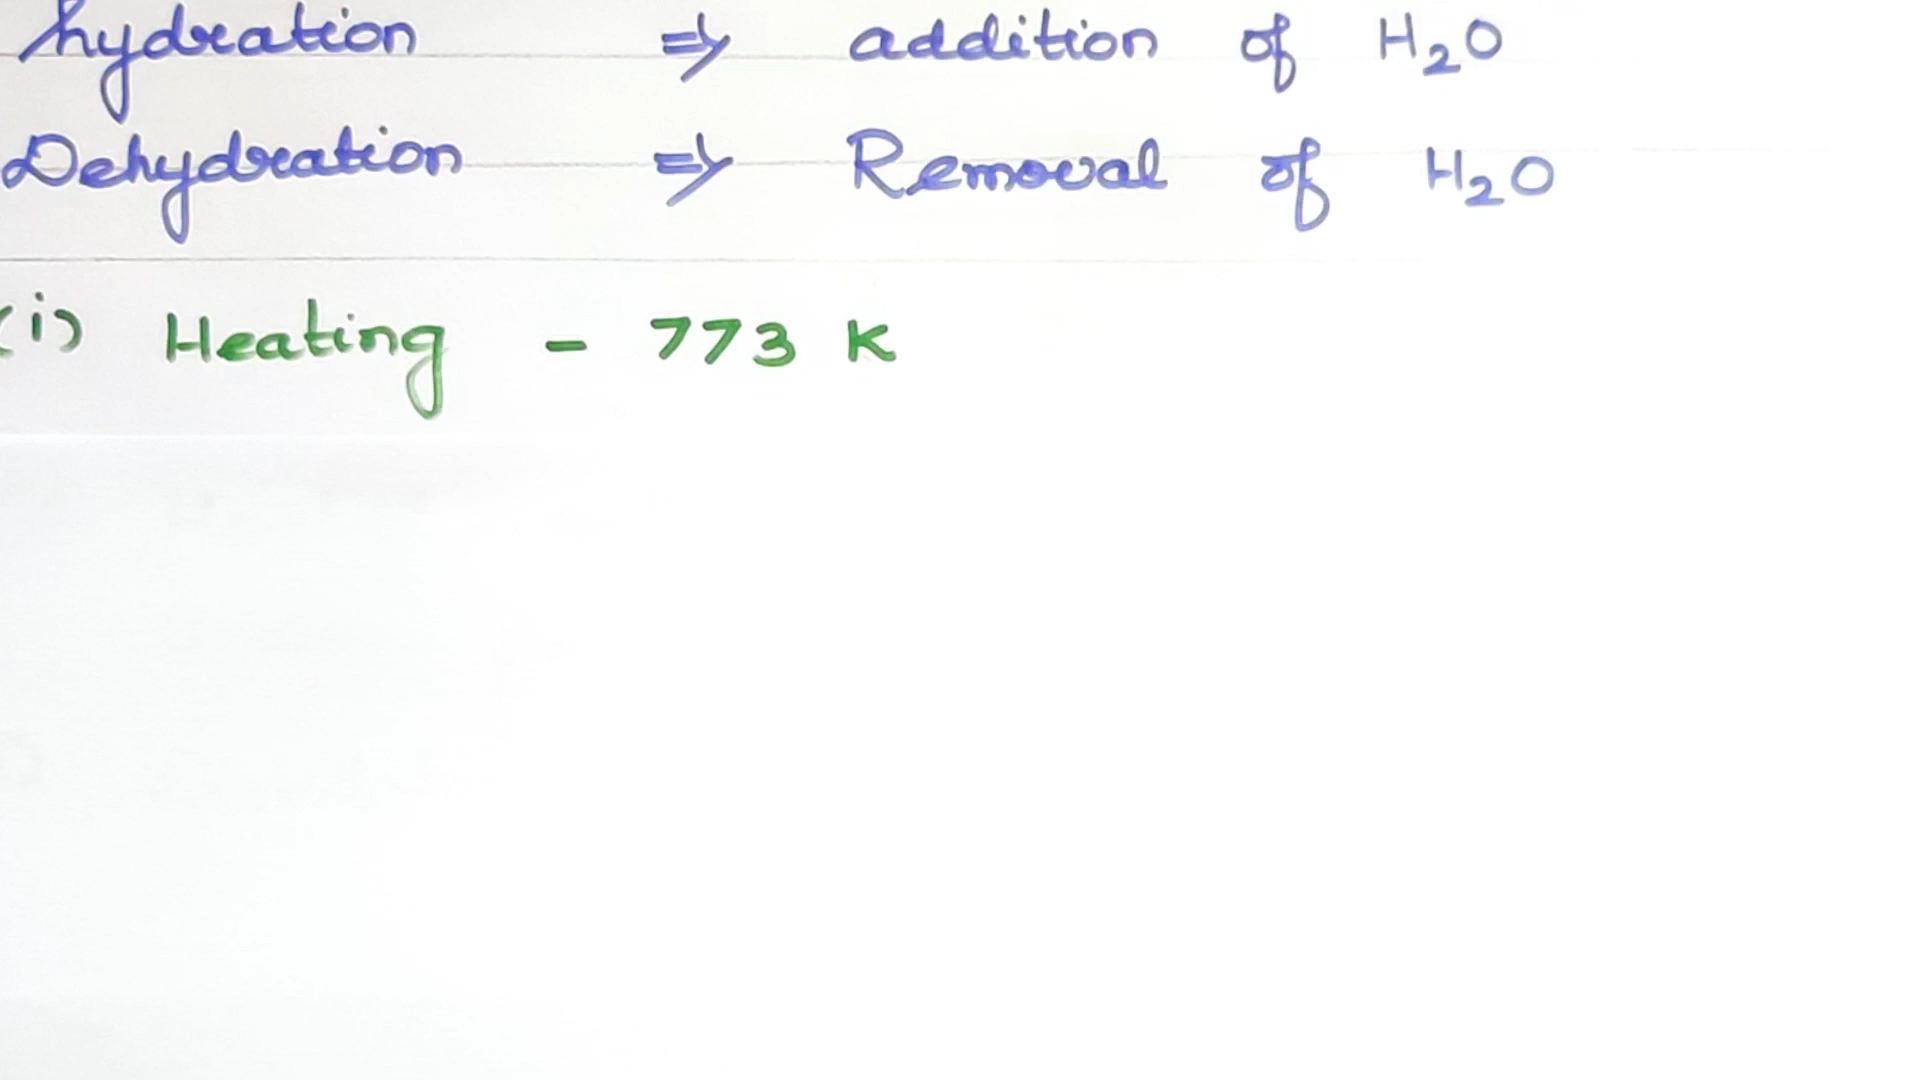 hydration => addition of H₂O
Dehydration => Removal of H₂O
(i) Heating - 773 K